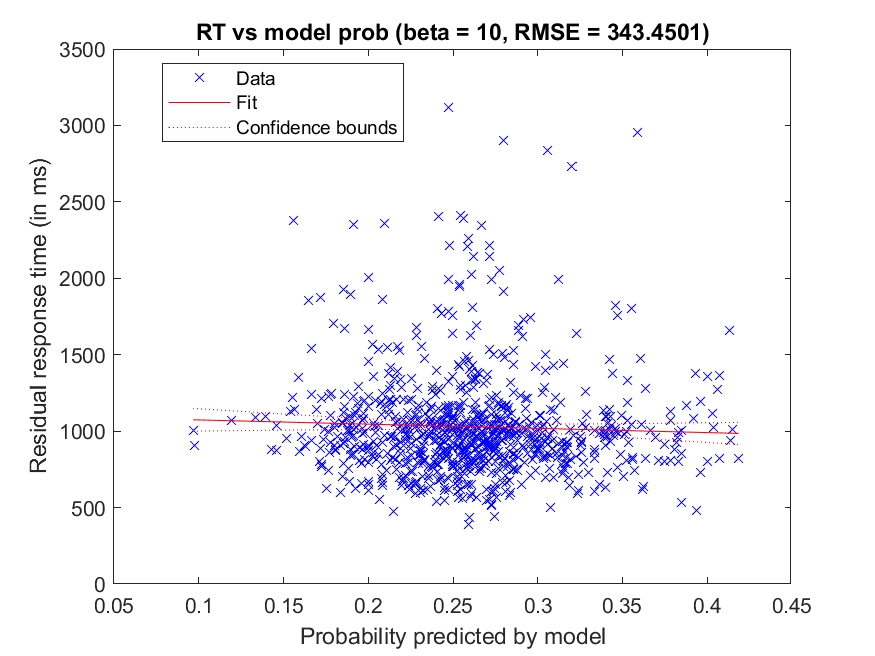 RT vs model prob (beta = 10, RMSE = 343.4501)
3500
3000
2500
2000
1500
1000
500
0
Data
Fit
Confidence bounds
Residual response time (in ms)
0.05 0.1 0.15 0.2 0.25 0.3 0.35 0.4 0.45
Probability predicted by model